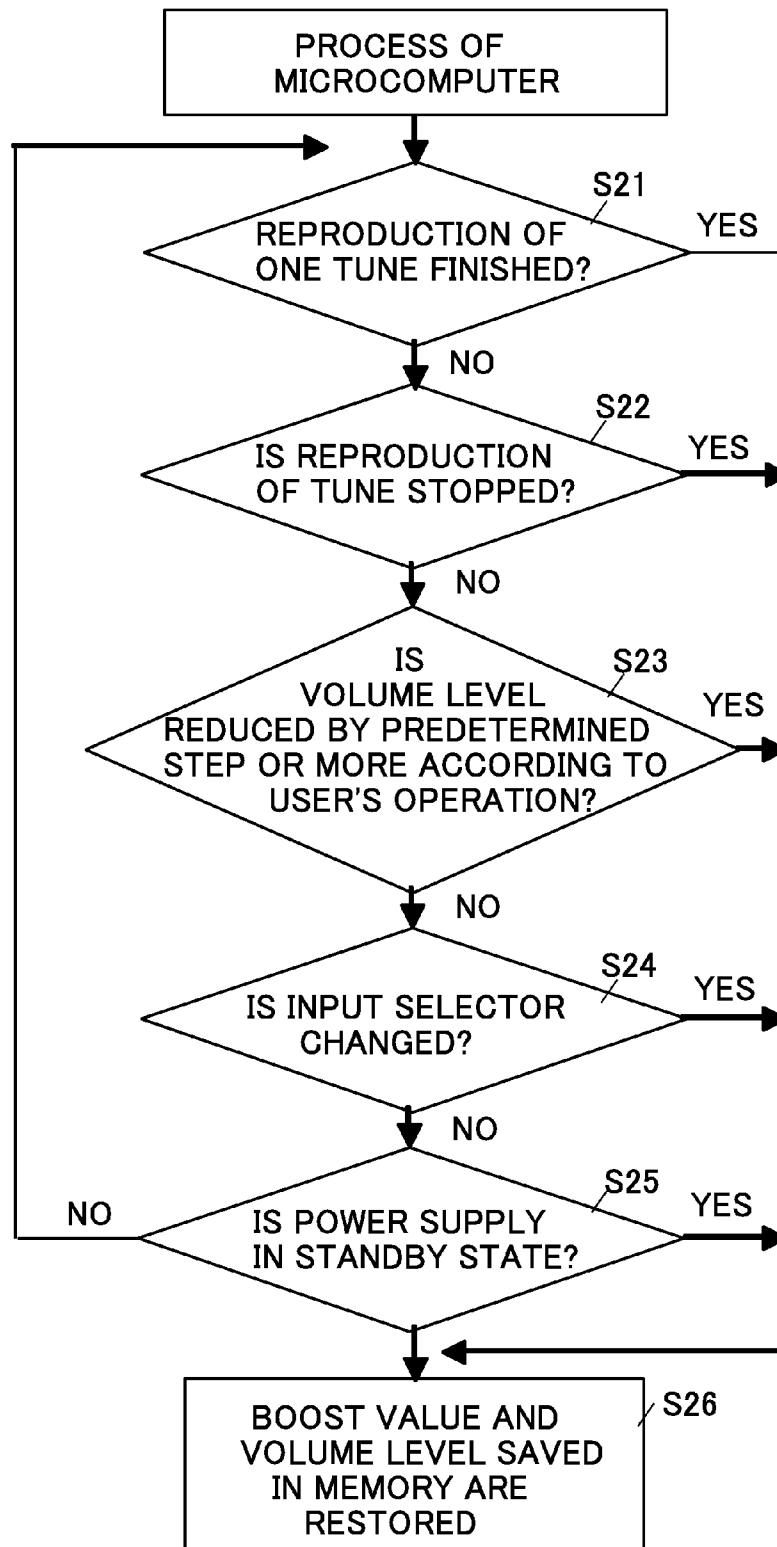 PROCESS OF
MICROCOMPUTER
S21
REPRODUCTION OF
ONE TUNE FINISHED?
YES
NO
S22
IS REPRODUCTION
OF TUNE STOPPED?
YES
NO
S23
IS
VOLUME LEVEL
REDUCED BY PREDETERMINED
STEP OR MORE ACCORDING TO
USER'S OPERATION?
YES
NO
S24
IS INPUT SELECTOR
CHANGED?
YES
NO
S25
NO
IS POWER SUPPLY
IN STANDBY STATE?
YES
S26
BOOST VALUE AND
VOLUME LEVEL SAVED
IN MEMORY ARE
RESTORED